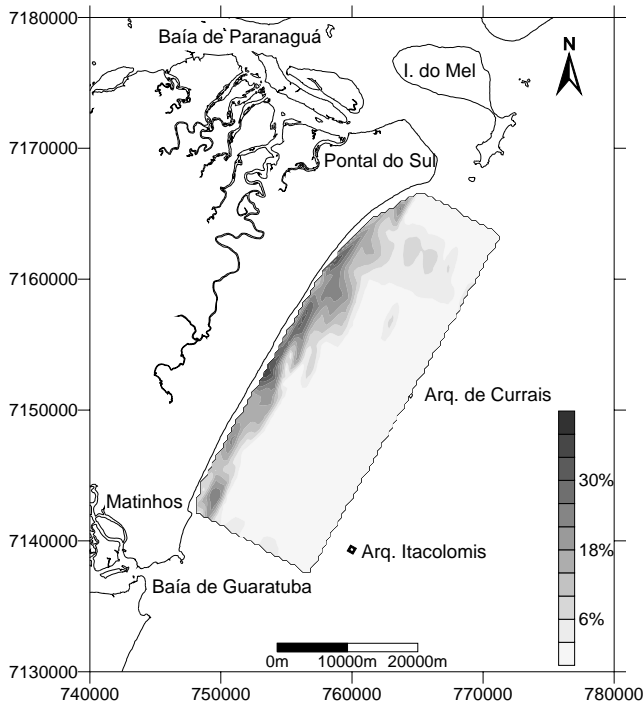 7180000
Baía de Paranaguá
N
I. do Mel
7170000
Pontal do Sul
7160000
7150000
Arq. de Currais
30%
Matinhos
7140000
Arq. Itacolomis
18%
Baía de Guaratuba
6%
0m 10000m 20000m
7130000
740000 750000 760000 770000 780000